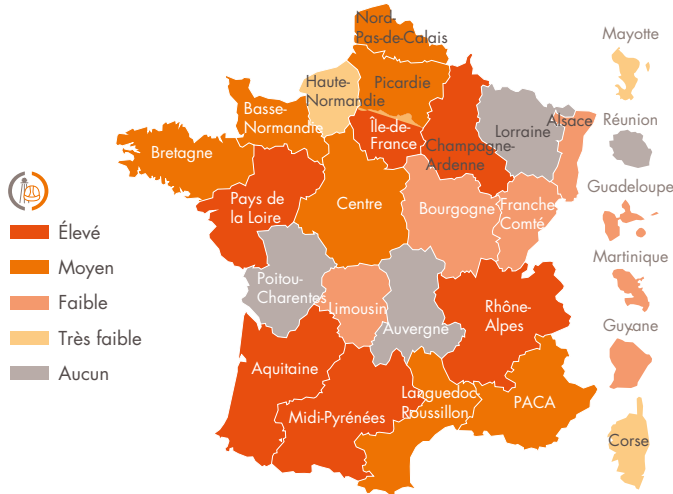 Nord-
Pas-de-Calais
Mayotte
Haute-
Normandie
Picardie
Basse-
Normandie
Île-de-
France
Champagne-
Ardenne
Lorraine
Alsace
Réunion
Bretagne
Pays de
la Loire
Centre
Bourgogne
Franche
Comté
Guadeloupe
Élevé
Moyen
Faible
Très faible
Aucun
Poitou-
Charentes
Limousin
Auvergne
Rhône-
Alpes
Martinique
Guyane
Aquitaine
Midi-Pyrénées
Languedoc
Roussillon
PACA
Corse